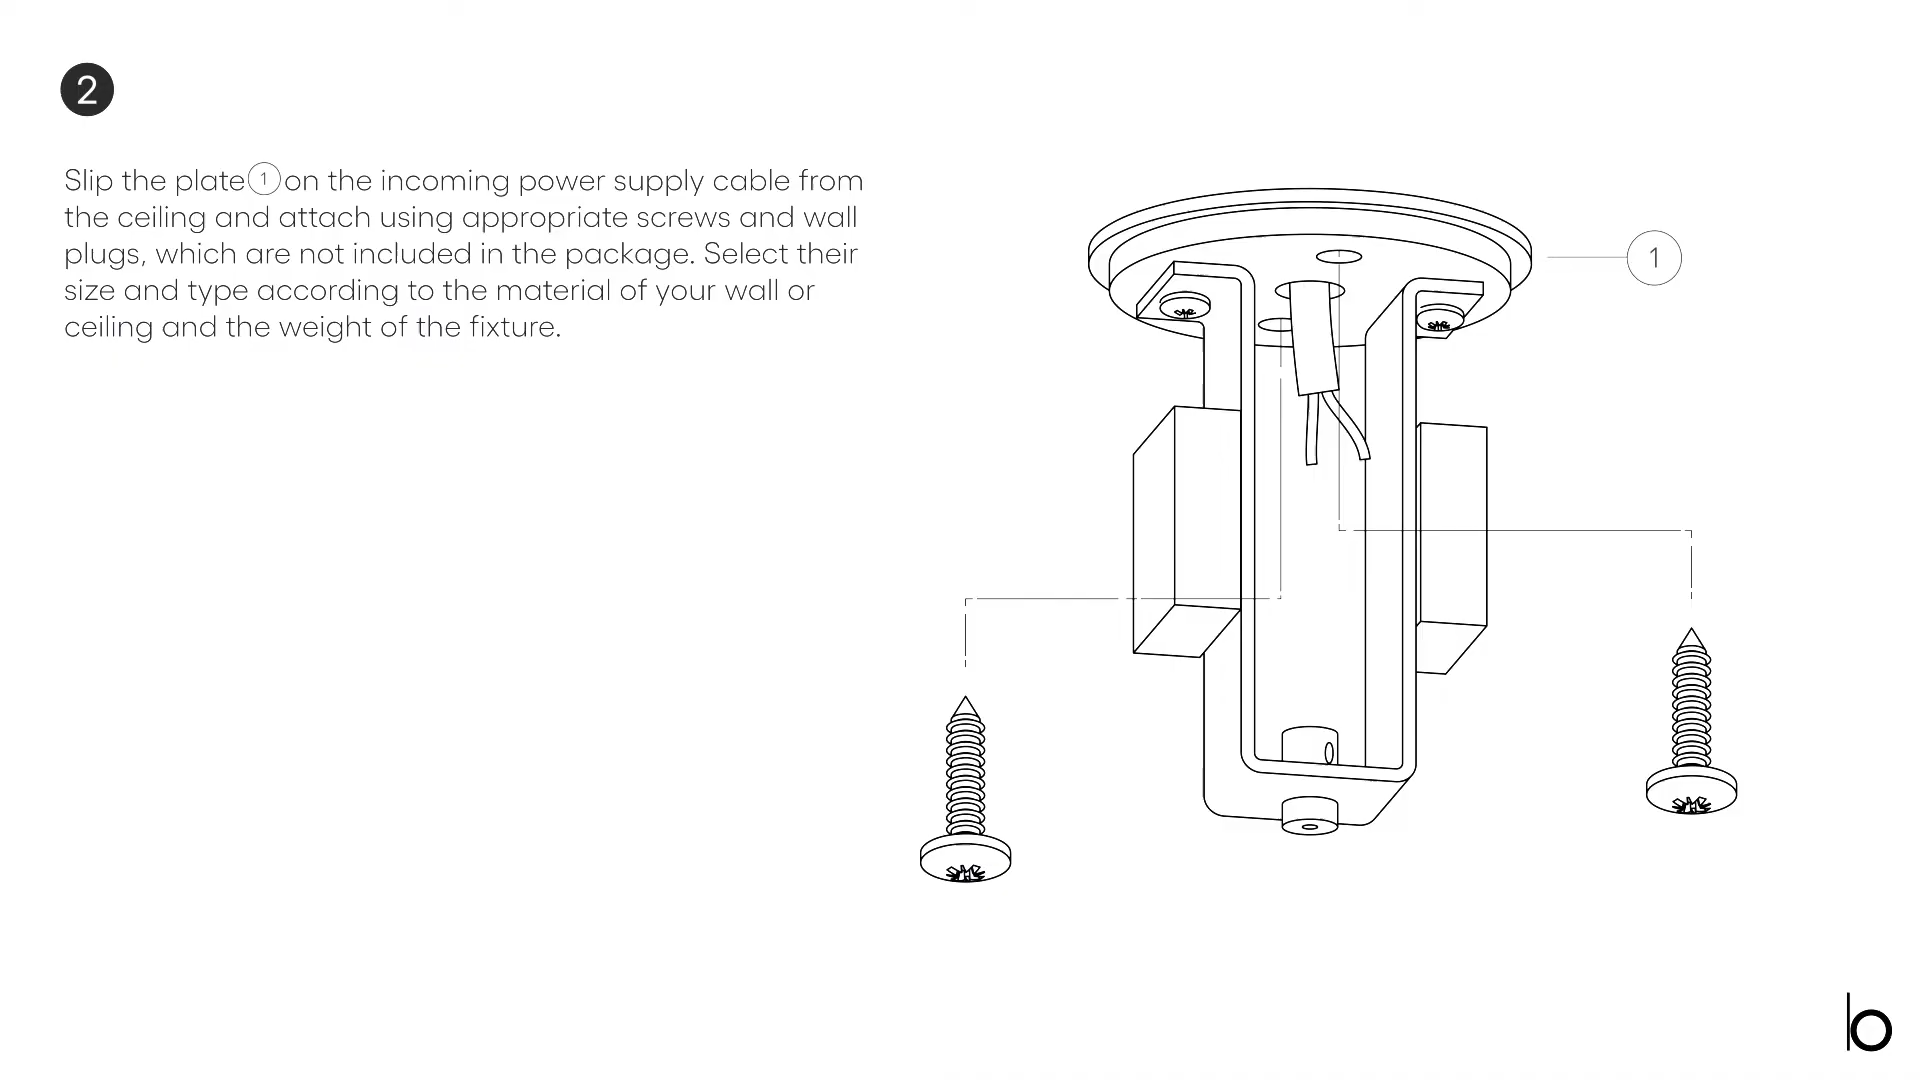 2
Slip the plate 1 on the incoming power supply cable from
the ceiling and attach using appropriate screws and wall
plugs, which are not included in the package. Select their
size and type according to the material of your wall or
ceiling and the weight of the fixture.
1
b